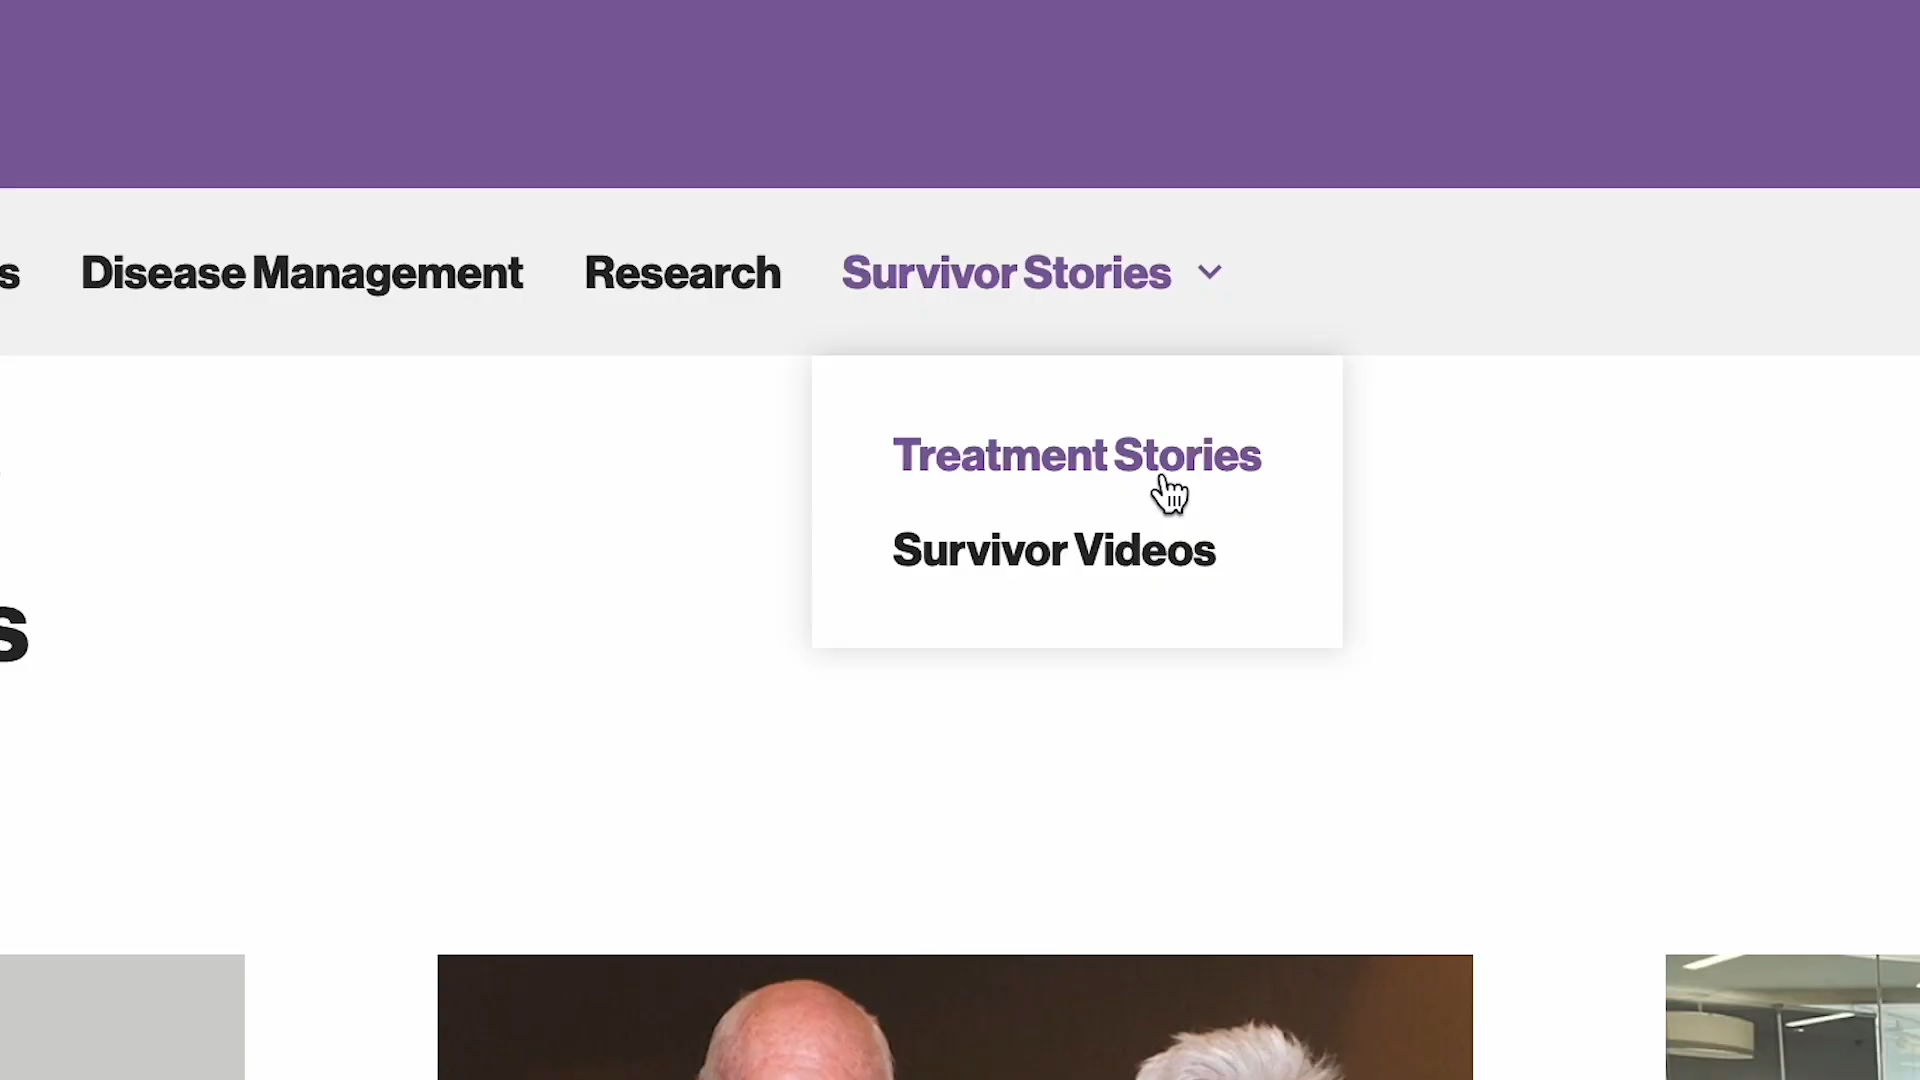 s
Disease Management
Research
Survivor Stories
Treatment Stories
Survivor Videos
s